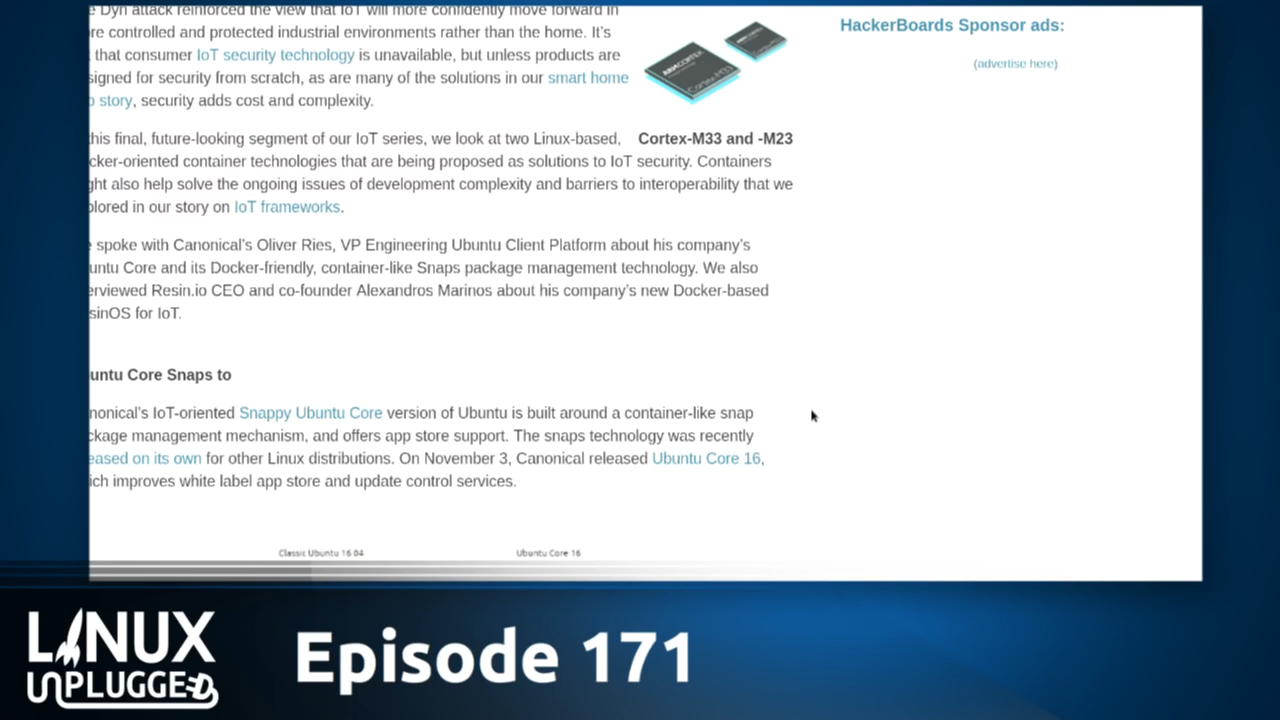 e Dyn attack reinforced the view that IoT will more confidently move forward in
re controlled and protected industrial environments rather than the home. It’s
that consumer IoT security technology is unavailable, but unless products are
signed for security from scratch, as are many of the solutions in our smart home
story, security adds cost and complexity.
this final, future-looking segment of our IoT series, we look at two Linux-based,
Cortex-M33 and -M23
cker-oriented container technologies that are being proposed as solutions to IoT security. Containers
ght also help solve the ongoing issues of development complexity and barriers to interoperability that we
plored in our story on IoT frameworks.
e spoke with Canonical’s Oliver Ries, VP Engineering Ubuntu Client Platform about his company’s
untu Core and its Docker-friendly, container-like Snaps package management technology. We also
erviewed Resin.io CEO and co-founder Alexandros Marinos about his company’s new Docker-based
sinOS for IoT.
untu Core Snaps to
nonical’s IoT-oriented Snappy Ubuntu Core version of Ubuntu is built around a container-like snap
ckage management mechanism, and offers app store support. The snaps technology was recently
eased on its own for other Linux distributions. On November 3, Canonical released Ubuntu Core 16,
ich improves white label app store and update control services.
Classic Ubuntu 16 04
Ubuntu Core 16
HackerBoards Sponsor ads:
(advertise here)
ARM CORTEX
Cortex-M33
LINUX
UNPLUGGED
Episode 171